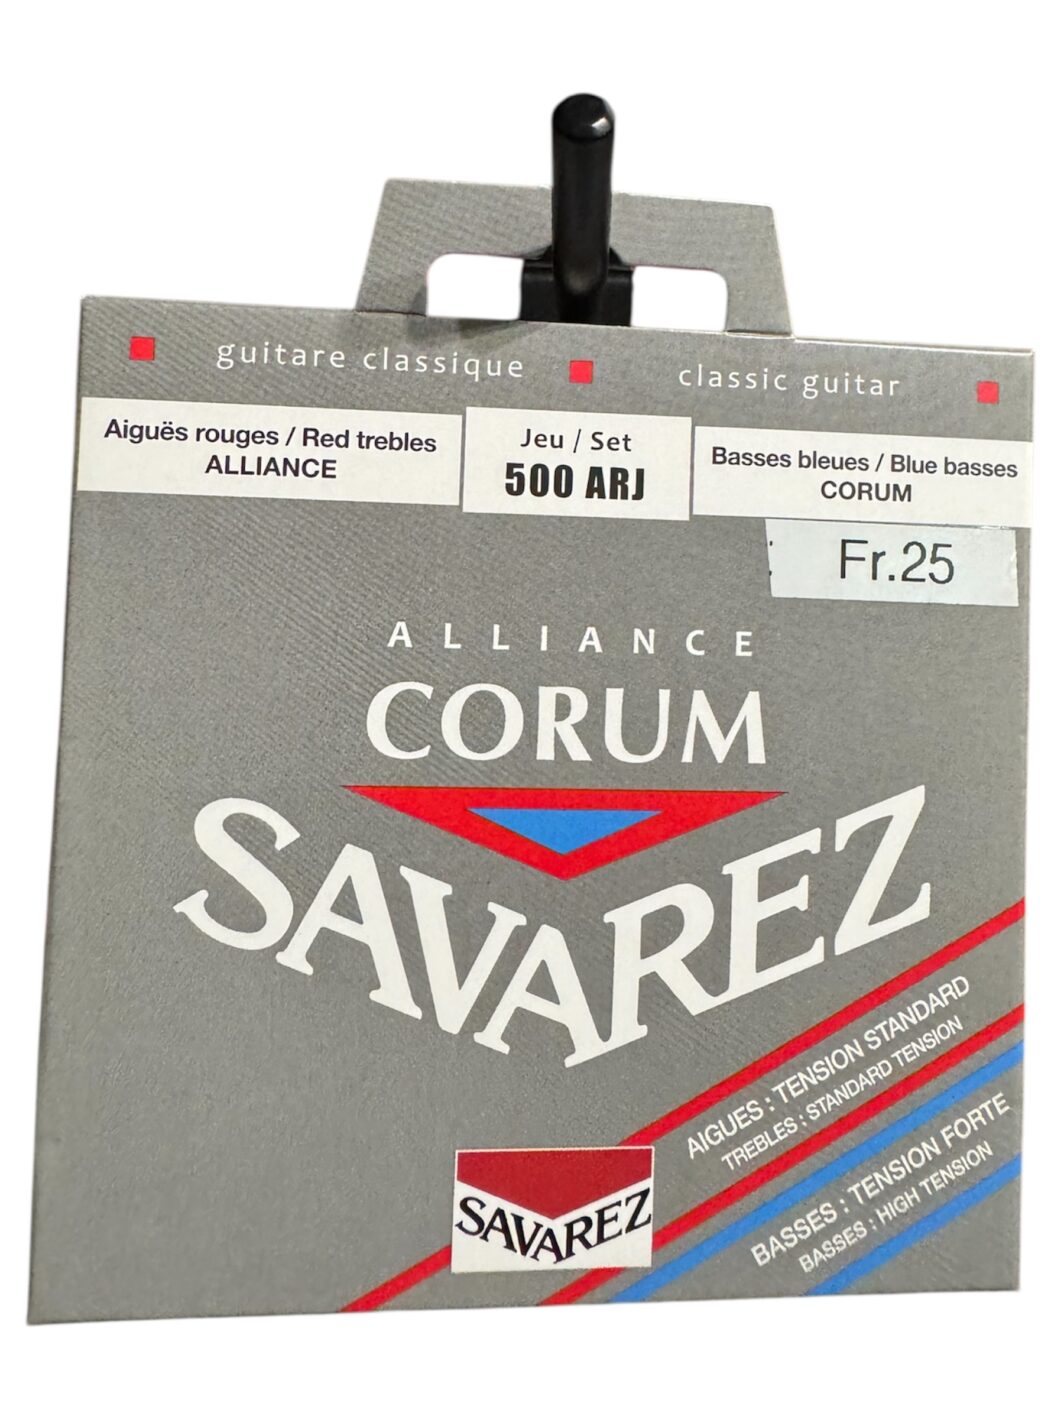 guitare classique
classic guitar
Aiguës rouges / Red trebles
ALLIANCE
Jeu / Set
500 ARJ
Basses bleues / Blue basses
CORUM
Fr.25
ALLIANCE
CORUM
SAVAREZ
AIGUES : TENSION STANDARD
TREBLES : STANDARD TENSION
BASSES : TENSION FORTE
BASSES : HIGH TENSION
SAVAREZ